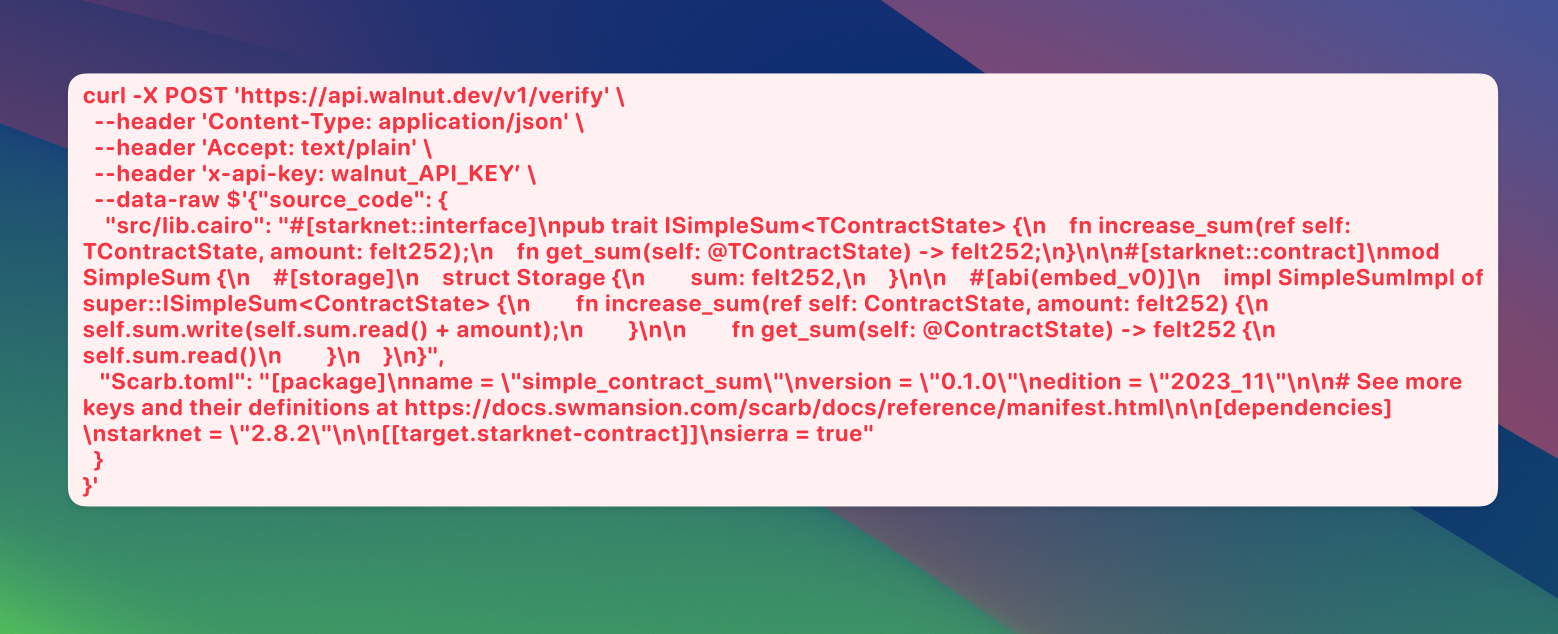 curl -X POST 'https://api.walnut.dev/v1/verify' \
  --header 'Content-Type: application/json' \
  --header 'Accept: text/plain' \
  --header 'x-api-key: walnut_API_KEY’ \
  --data-raw $'{"source_code": {
    "src/lib.cairo": "#[starknet::interface]\npub trait ISimpleSum<TContractState> {\n    fn increase_sum(ref self:
TContractState, amount: felt252);\n    fn get_sum(self: @TContractState) -> felt252;\n}\n\n#[starknet::contract]\nmod
SimpleSum {\n    #[storage]\n    struct Storage {\n        sum: felt252,\n    }\n\n    #[abi(embed_v0)]\n    impl SimpleSumImpl of
super::ISimpleSum<ContractState> {\n        fn increase_sum(ref self: ContractState, amount: felt252) {\n
self.sum.write(self.sum.read() + amount);\n        }\n\n        fn get_sum(self: @ContractState) -> felt252 {\n
self.sum.read()\n        }\n    }\n}",
   "Scarb.toml": "[package]\nname = \"simple_contract_sum\"\nversion = \"0.1.0\"\nedition = \"2023_11\"\n\n# See more
keys and their definitions at https://docs.swmansion.com/scarb/docs/reference/manifest.html\n\n[dependencies]
\nstarknet = \"2.8.2\"\n\n[[target.starknet-contract]]\nsierra = true"
  }
}'